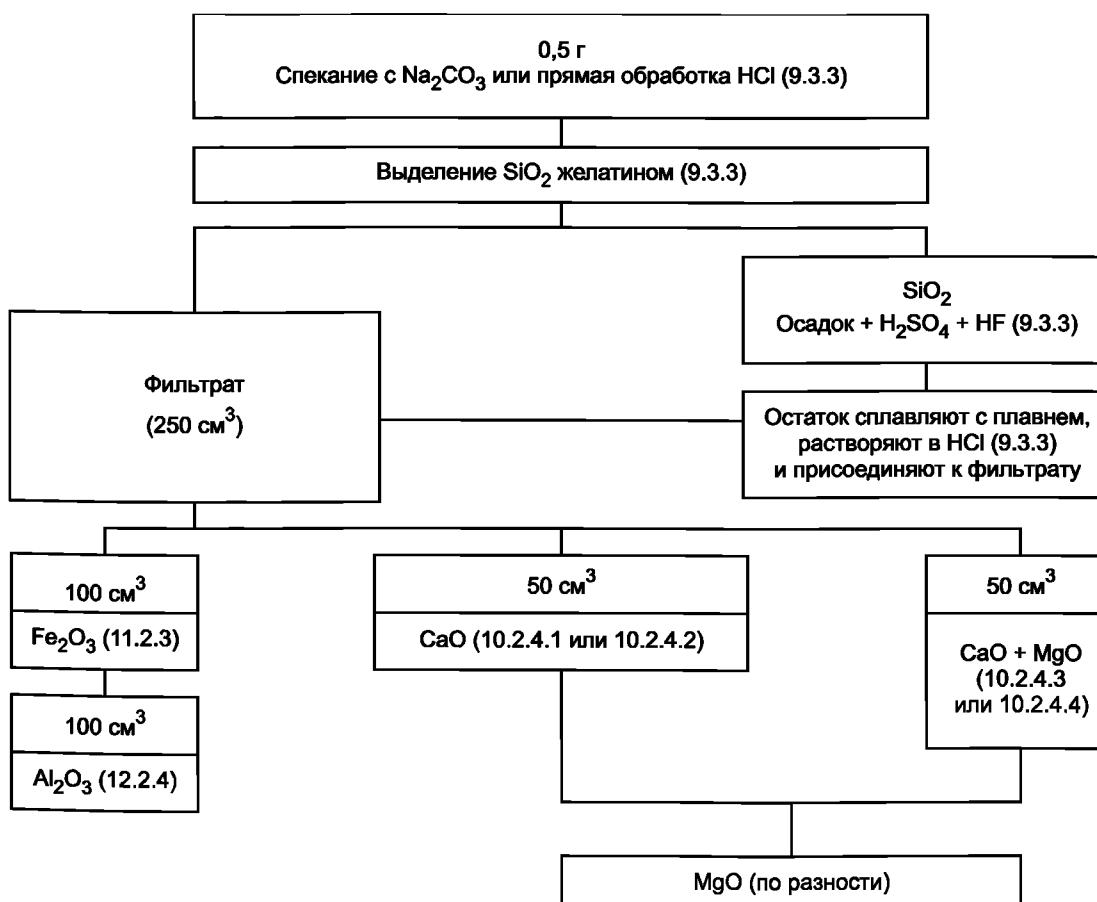 0,5 г
Спекание с Na₂CO₃ или прямая обработка HCl (9.3.3)
Выделение SiO₂ желатином (9.3.3)
SiO₂
Осадок + H₂SO₄ + HF (9.3.3)
Фильтрат
(250 см³)
Остаток сплавляют с плавнем,
растворяют в HCl (9.3.3)
и присоединяют к фильтрату
100 см³
Fe₂O₃ (11.2.3)
100 см³
Al₂O₃ (12.2.4)
50 см³
CaO (10.2.4.1 или 10.2.4.2)
50 см³
CaO + MgO
(10.2.4.3
или 10.2.4.4)
MgO (по разности)